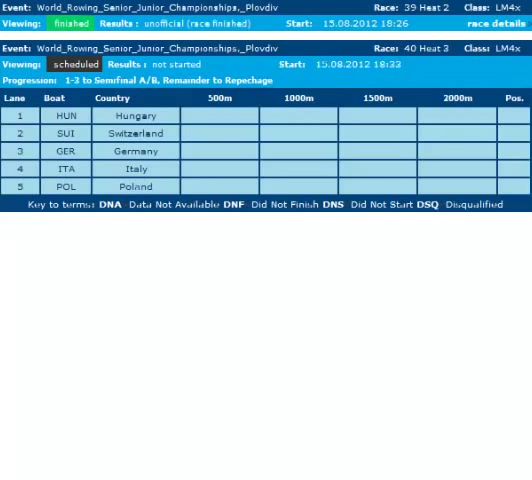 Event: World_Rowing_Senior_Junior_Championships,_Plovdiv Race: 39 Heat 2 Class: LM4x
Viewing: finished Results : unofficial (race finished) Start: 15.08.2012 18:26 race details
Event: World_Rowing_Senior_Junior_Championships,_Plovdiv Race: 40 Heat 3 Class: LM4x
Viewing: scheduled Results : not started Start: 15.08.2012 18:33
Progression: 1-3 to Semifinal A/B, Remainder to Repechage
Lane Boat Country 500m 1000m 1500m 2000m Pos.
1 HUN Hungary
2 SUI Switzerland
3 GER Germany
4 ITA Italy
5 POL Poland
Key to terms: DNA Data Not Available DNF Did Not Finish DNS Did Not Start DSQ Disqualified